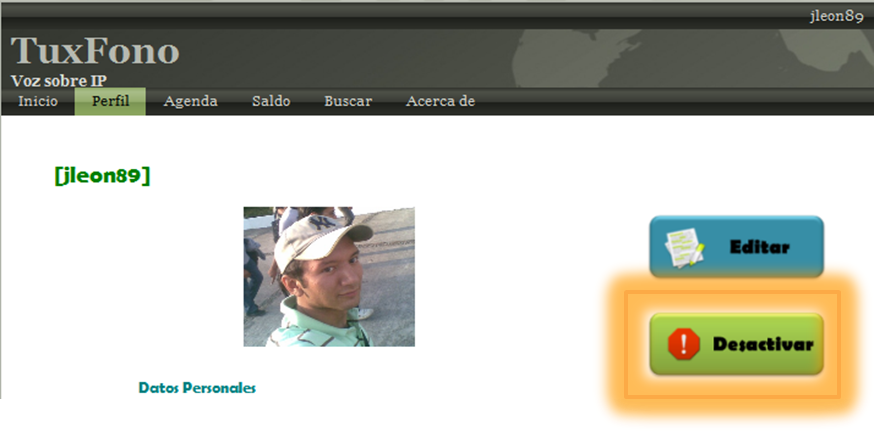 jleon89
TuxFono
Voz sobre IP
Inicio Perfil Agenda Saldo Buscar Acerca de
[jleon89]
Editar
Desactivar
Datos Personales